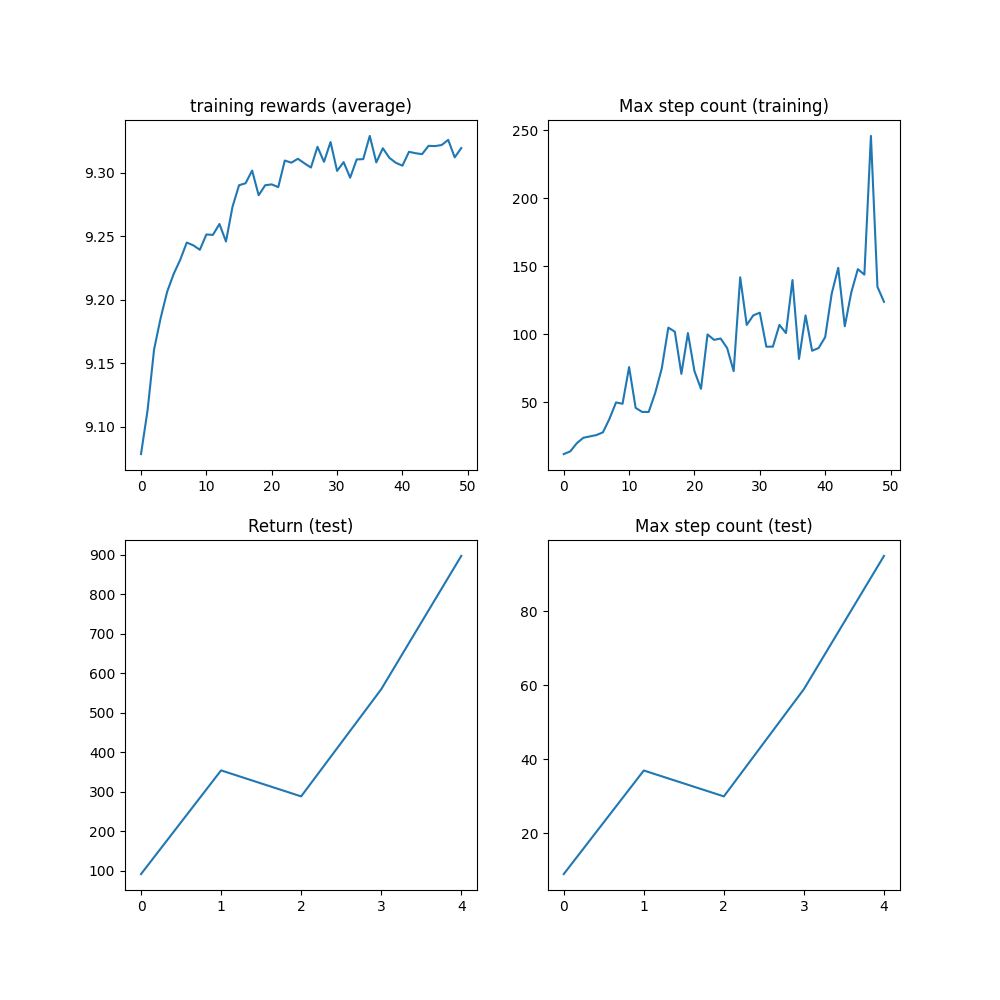 training rewards (average)
9.30
9.25
9.20
9.15
9.10
0 10 20 30 40 50
Max step count (training)
250
200
150
100
50
0 10 20 30 40 50
Return (test)
900
800
700
600
500
400
300
200
100
0 1 2 3 4
Max step count (test)
80
60
40
20
0 1 2 3 4